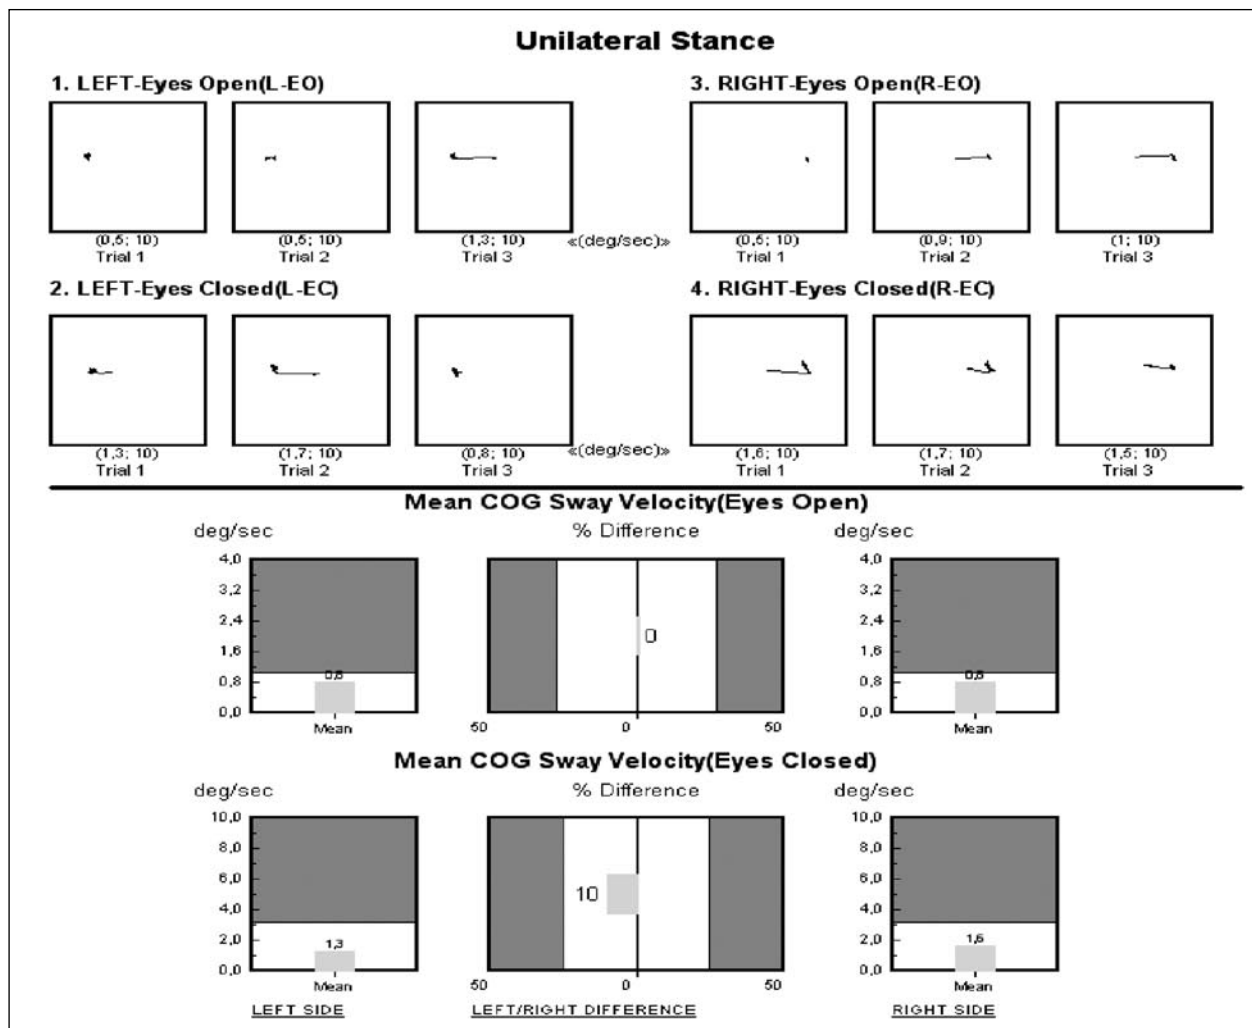 Unilateral Stance
1. LEFT-Eyes Open(L-EO)
3. RIGHT-Eyes Open(R-EO)
(0,5; 10) (0,5; 10) (1,3; 10) «(deg/sec)» (0,5; 10) (0,9; 10) (1; 10)
Trial 1 Trial 2 Trial 3 Trial 1 Trial 2 Trial 3
2. LEFT-Eyes Closed(L-EC)
4. RIGHT-Eyes Closed(R-EC)
(1,3; 10) (1,7; 10) (0,8; 10) «(deg/sec)» (1,6; 10) (1,7; 10) (1,5; 10)
Trial 1 Trial 2 Trial 3 Trial 1 Trial 2 Trial 3
Mean COG Sway Velocity(Eyes Open)
deg/sec
4,0
3,2
2,4
1,6
0,8
0,0
0,8
Mean
% Difference
0
50 0 50
deg/sec
4,0
3,2
2,4
1,6
0,8
0,0
0,8
Mean
Mean COG Sway Velocity(Eyes Closed)
deg/sec
10,0
8,0
6,0
4,0
2,0
0,0
1,3
Mean
LEFT SIDE
% Difference
10
50 0 50
LEFT/RIGHT DIFFERENCE
deg/sec
10,0
8,0
6,0
4,0
2,0
0,0
1,6
Mean
RIGHT SIDE